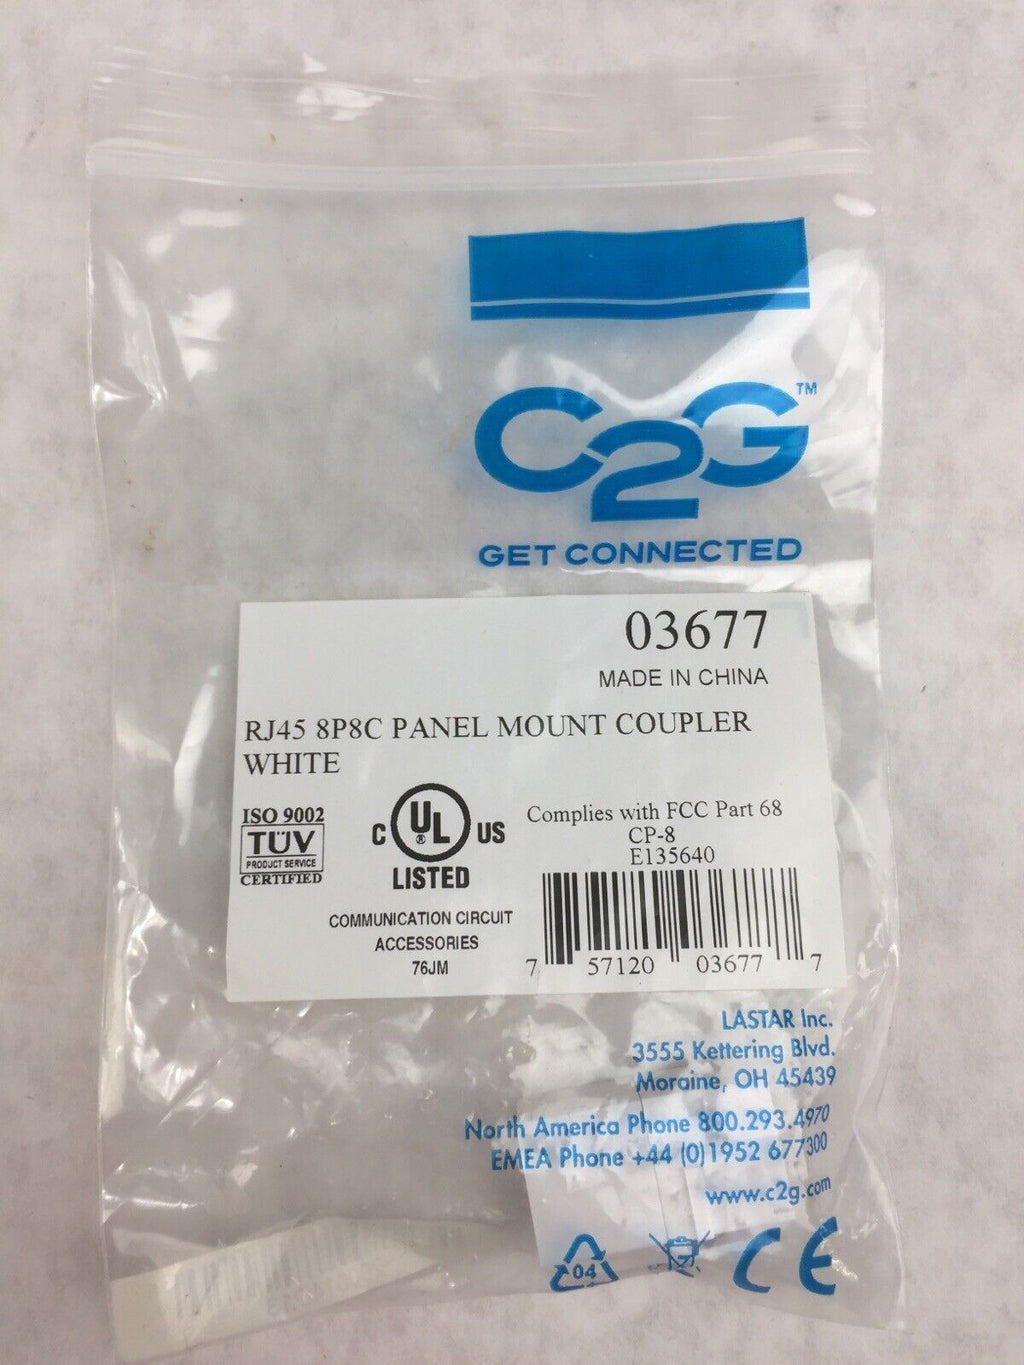 C2G™
GET CONNECTED
03677
MADE IN CHINA
RJ45 8P8C PANEL MOUNT COUPLER
WHITE
ISO 9002
TÜV
PRODUCT SERVICE
CERTIFIED
C UL ® US
LISTED
COMMUNICATION CIRCUIT
ACCESSORIES
76JM
Complies with FCC Part 68
CP-8
E135640
7 57120 03677 7
LASTAR Inc.
3555 Kettering Blvd.
Moraine, OH 45439
North America Phone 800.293.4970
EMEA Phone +44 (0)1952 677300
www.c2g.com
04
CE